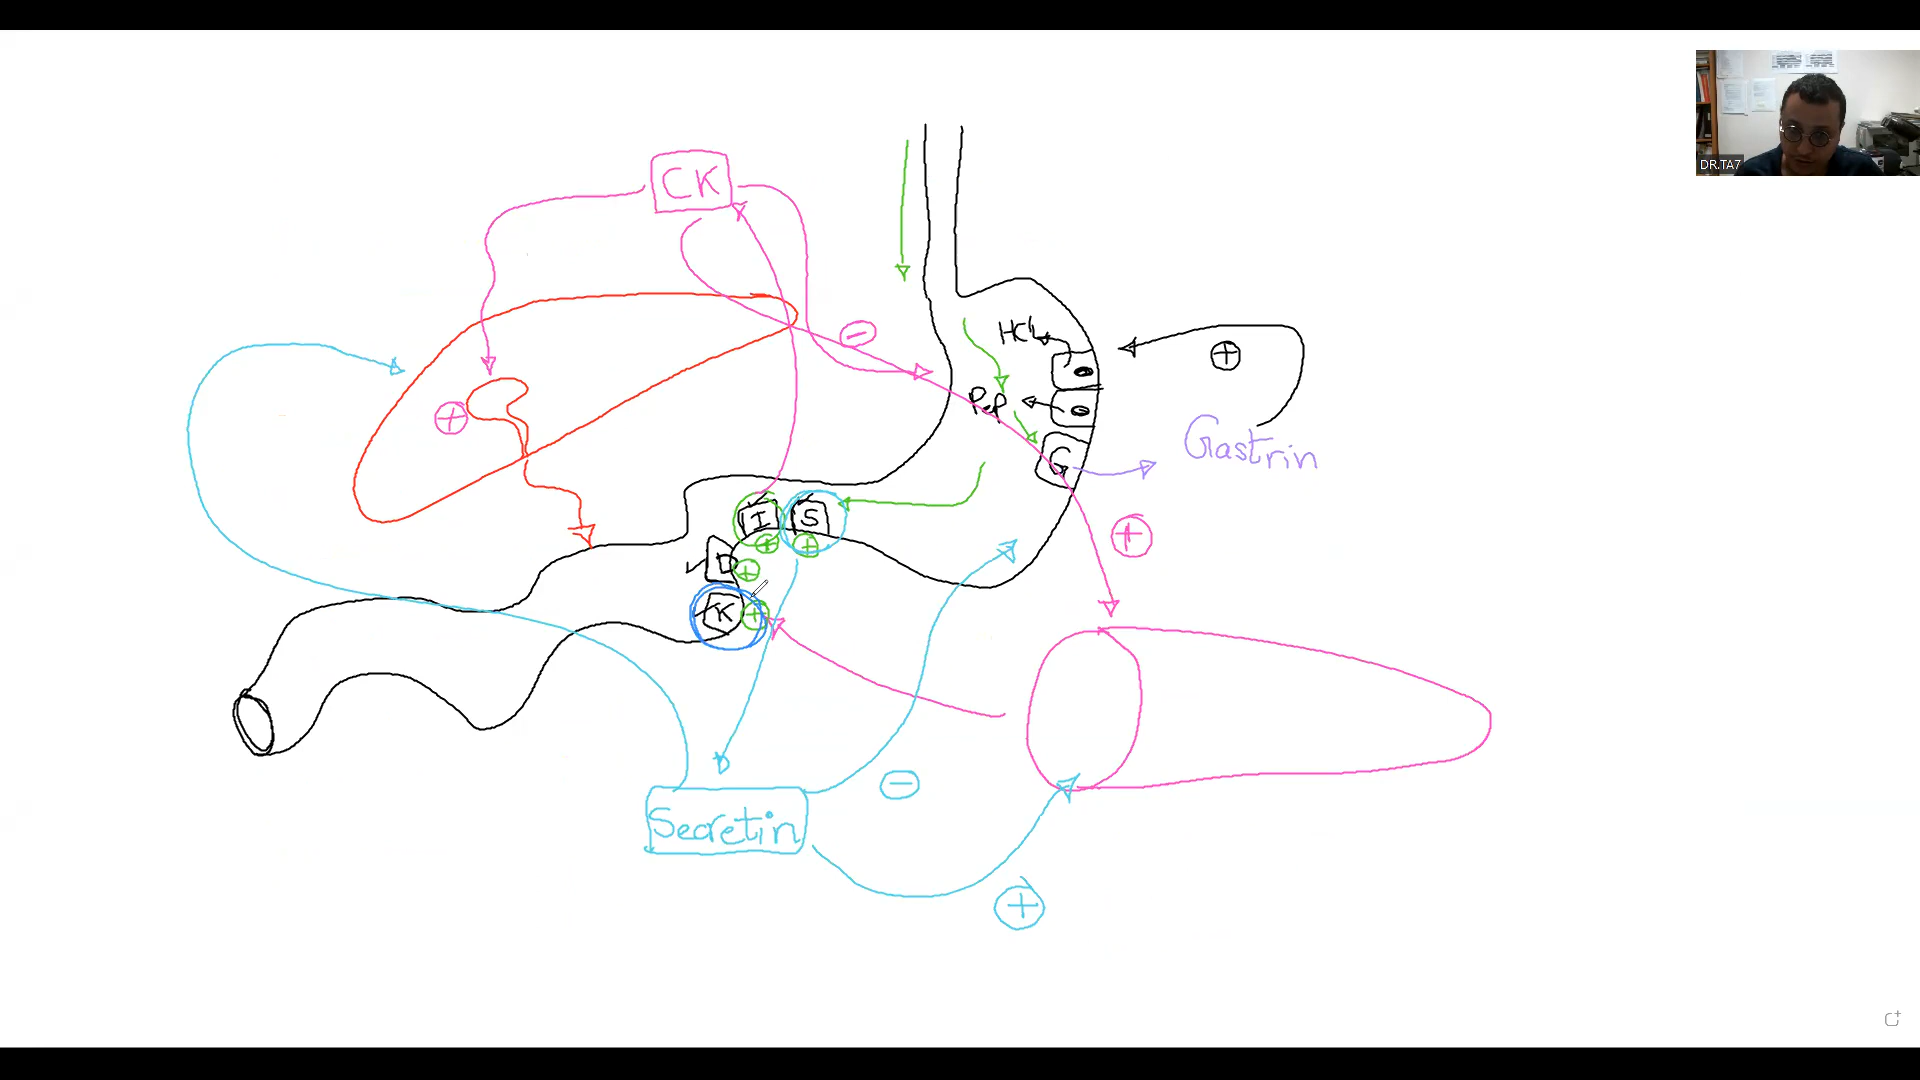 DR.TA7
CK
−
HCl
+
PeP
+
Gastrin
G
I
S
+
+
+
D
+
K
+
Secretin
−
+